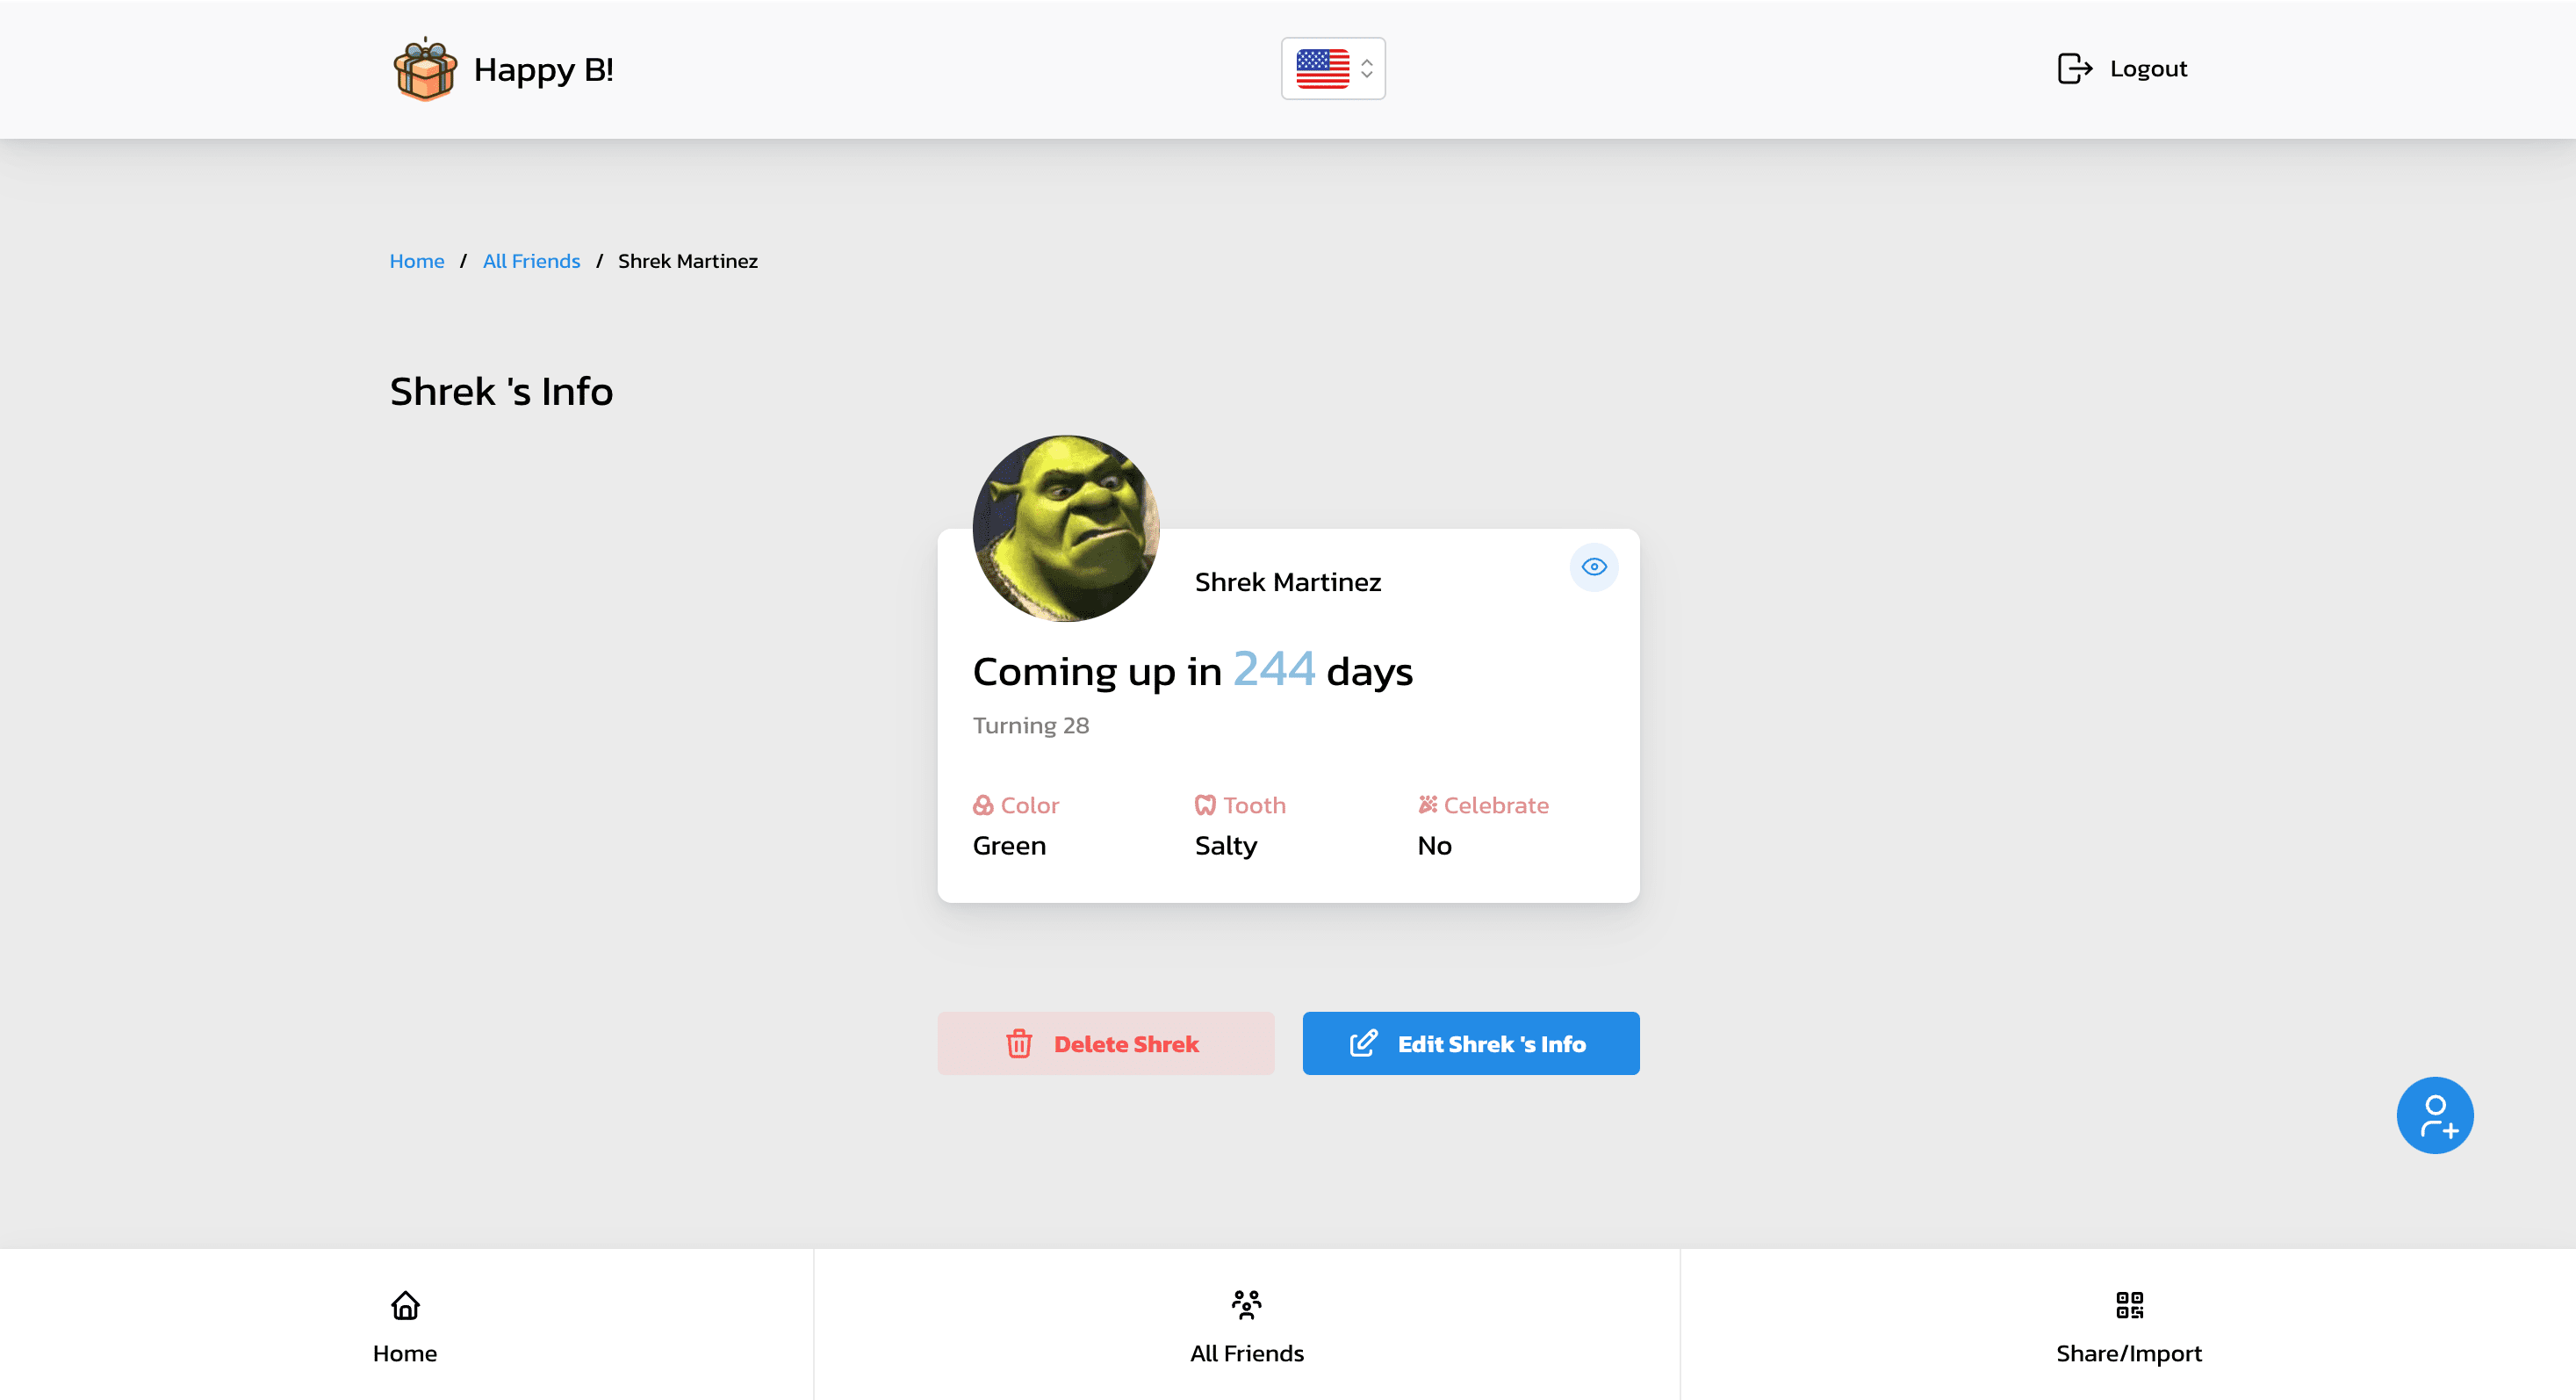 Happy B!
Logout
Home / All Friends / Shrek Martinez
Shrek 's Info
Shrek Martinez
Coming up in 244 days
Turning 28
Color
Tooth
Celebrate
Green
Salty
No
Delete Shrek
Edit Shrek 's Info
Home
All Friends
Share/Import